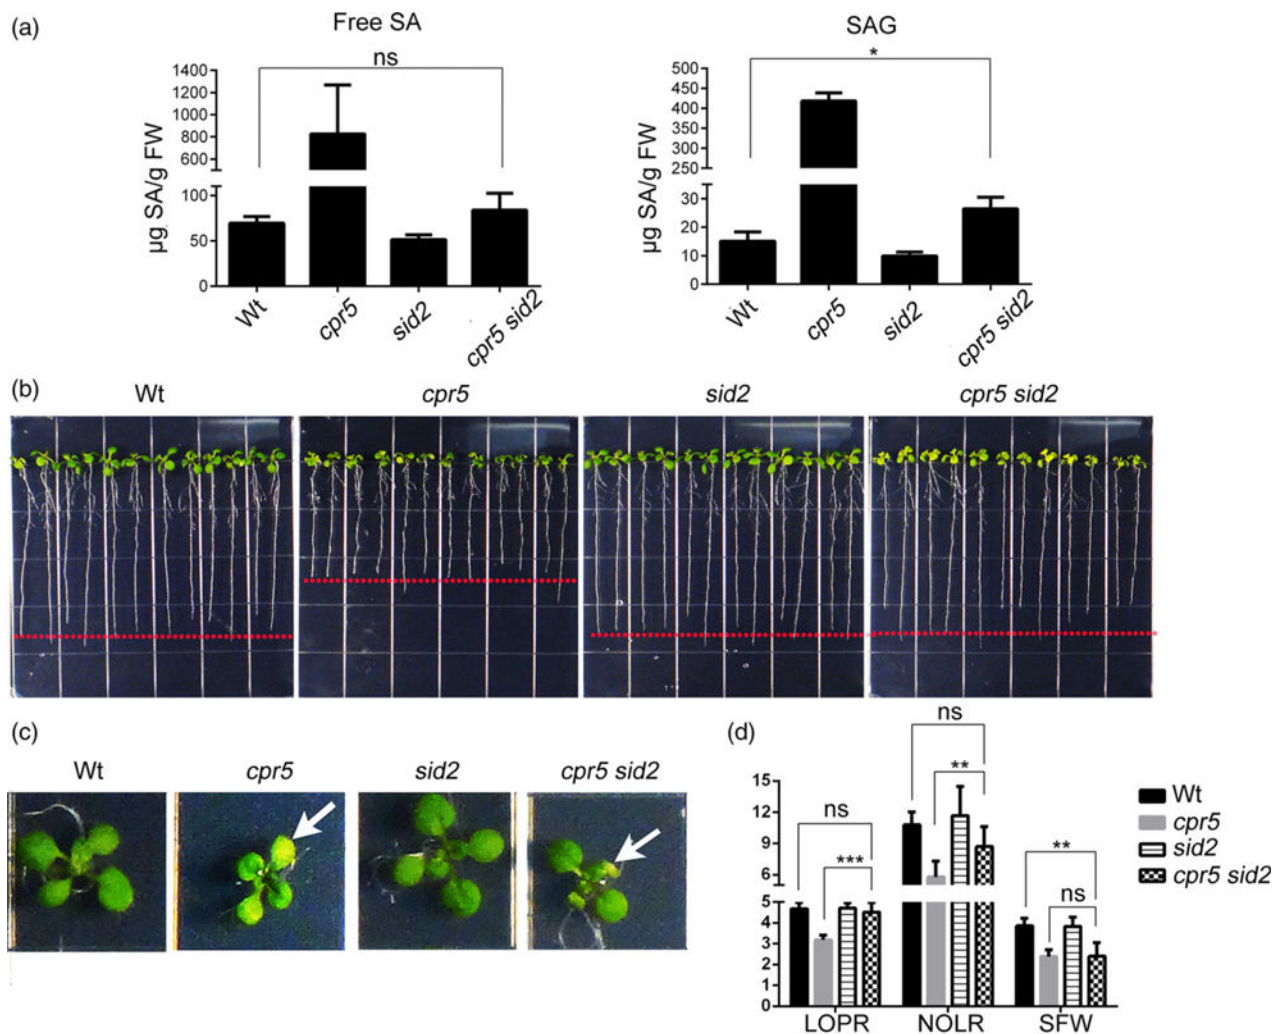 (a)
Free SA
SAG
ns
*
µg SA/g FW
1400
1200
1000
800
600
100
50
0
Wt
cpr5
sid2
cpr5 sid2
µg SA/g FW
500
450
400
350
300
250
30
20
10
0
Wt
cpr5
sid2
cpr5 sid2
(b)
Wt cpr5 sid2 cpr5 sid2
(c)
Wt cpr5 sid2 cpr5 sid2
(d)
ns
**
ns
***
**
ns
15
12
9
6
5
4
3
2
1
0
LOPR NOLR SFW
Wt
cpr5
sid2
cpr5 sid2